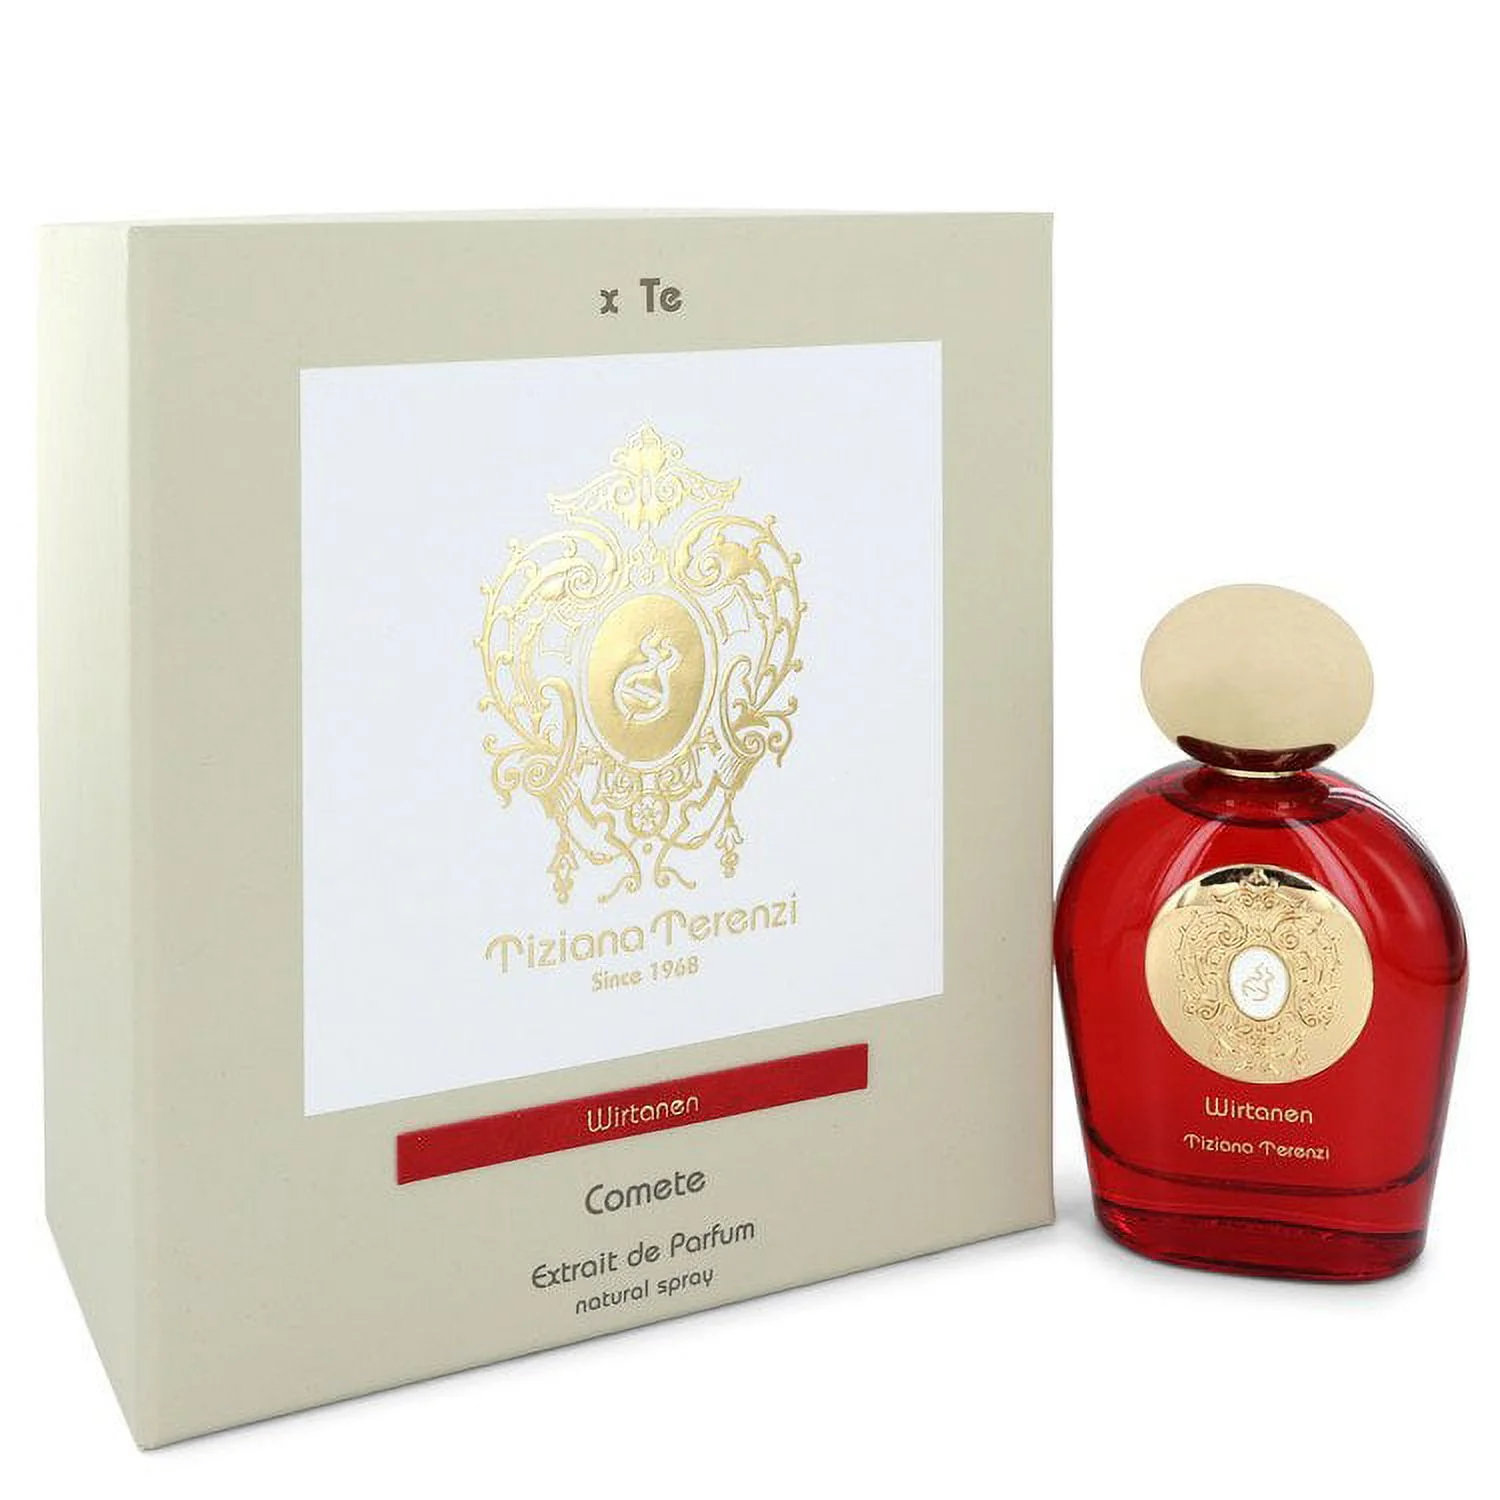 x Te
Tiziana Terenzi
Since 1968
Wirtanen
Comete
Extrait de Parfum
natural spray
Wirtanen
Tiziana Terenzi